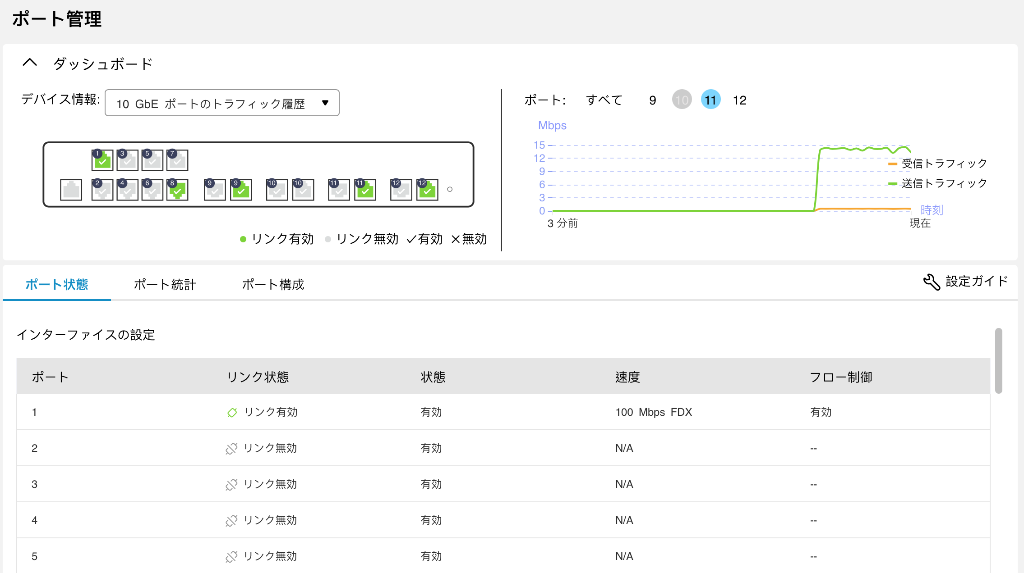 ポート管理
ダッシュボード
デバイス情報: 10 GbE ポートのトラフィック履歴
1 3 5 7
2 4 6 8 9 9 10 10 11 11 12 12
リンク有効 リンク無効 有効 無効
ポート: すべて 9 10 11 12
Mbps
15
12
9
6
3
0
受信トラフィック
送信トラフィック
時刻
3 分前 現在
ポート状態 ポート統計 ポート構成 設定ガイド
インターフェイスの設定
ポート リンク状態 状態 速度 フロー制御
1 リンク有効 有効 100 Mbps FDX 有効
2 リンク無効 有効 N/A --
3 リンク無効 有効 N/A --
4 リンク無効 有効 N/A --
5 リンク無効 有効 N/A --